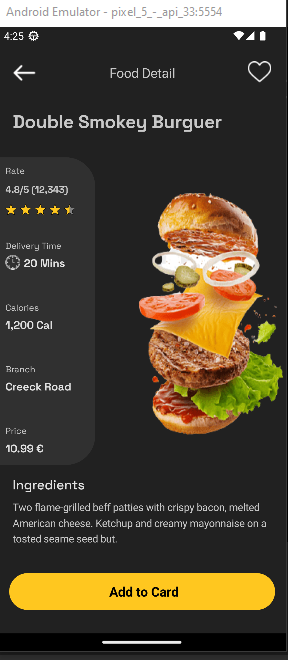 Android Emulator - pixel_5_-_api_33:5554
4:25
Food Detail
Double Smokey Burguer
Rate
4.8/5 (12,343)
Delivery Time
20 Mins
Calories
1,200 Cal
Branch
Creeck Road
Price
10.99 €
Ingredients
Two flame-grilled beff patties with crispy bacon, melted
American cheese. Ketchup and creamy mayonnaise on a
tosted seame seed but.
Add to Card